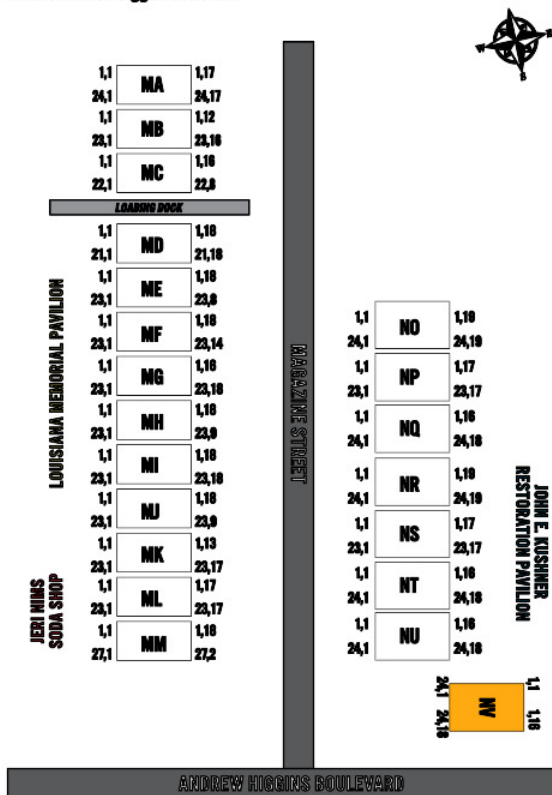 1,1 MA 1,17
24,1 24,17
1,1 MB 1,12
23,1 23,16
1,1 MC 1,16
22,1 22,8
LOADING DOCK
1,1 MD 1,18
21,1 21,18
1,1 ME 1,18
23,1 23,8
1,1 MF 1,18
23,1 23,14
1,1 MG 1,16
23,1 23,18
1,1 MH 1,18
23,1 23,9
1,1 MI 1,18
23,1 23,18
1,1 MJ 1,18
23,1 23,9
1,1 MK 1,13
23,1 23,17
1,1 ML 1,17
23,1 23,17
1,1 MM 1,18
27,1 27,2
LOUISIANA MEMORIAL PAVILION
JERI NIMS
SODA SHOP
MAGAZINE STREET
1,1 NO 1,19
24,1 24,19
1,1 NP 1,17
23,1 23,17
1,1 NQ 1,16
24,1 24,18
1,1 NR 1,19
24,1 24,19
1,1 NS 1,17
23,1 23,17
1,1 NT 1,16
24,1 24,18
1,1 NU 1,16
24,1 24,18
JOHN E. KUSHNER
RESTORATION PAVILION
1,1 1,16
NV
24,1 24,18
ANDREW HIGGINS BOULEVARD